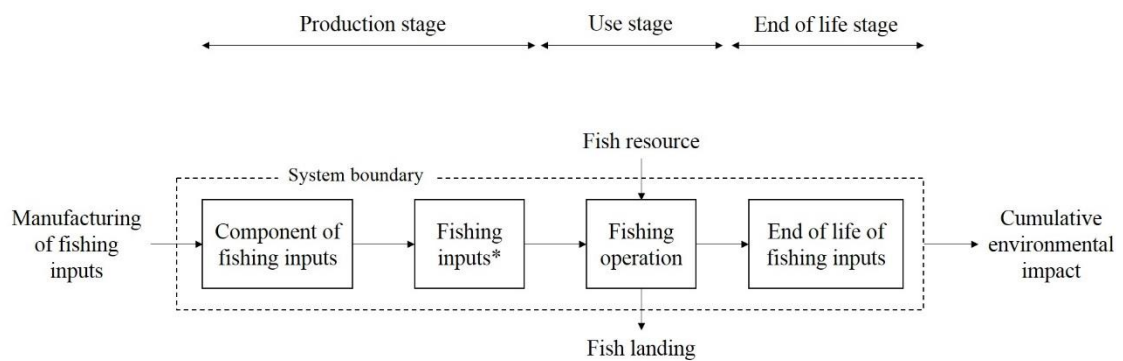 Production stage
Use stage
End of life stage
Fish resource
System boundary
Manufacturing
of fishing
inputs
Component of
fishing inputs
Fishing
inputs*
Fishing
operation
End of life of
fishing inputs
Cumulative
environmental
impact
Fish landing